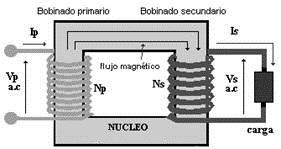 Bobinado primario Bobinado secundario
Ip
Is
flujo magnético
Vp
a.c
Np
Ns
Vs
a.c
NUCLEO
carga